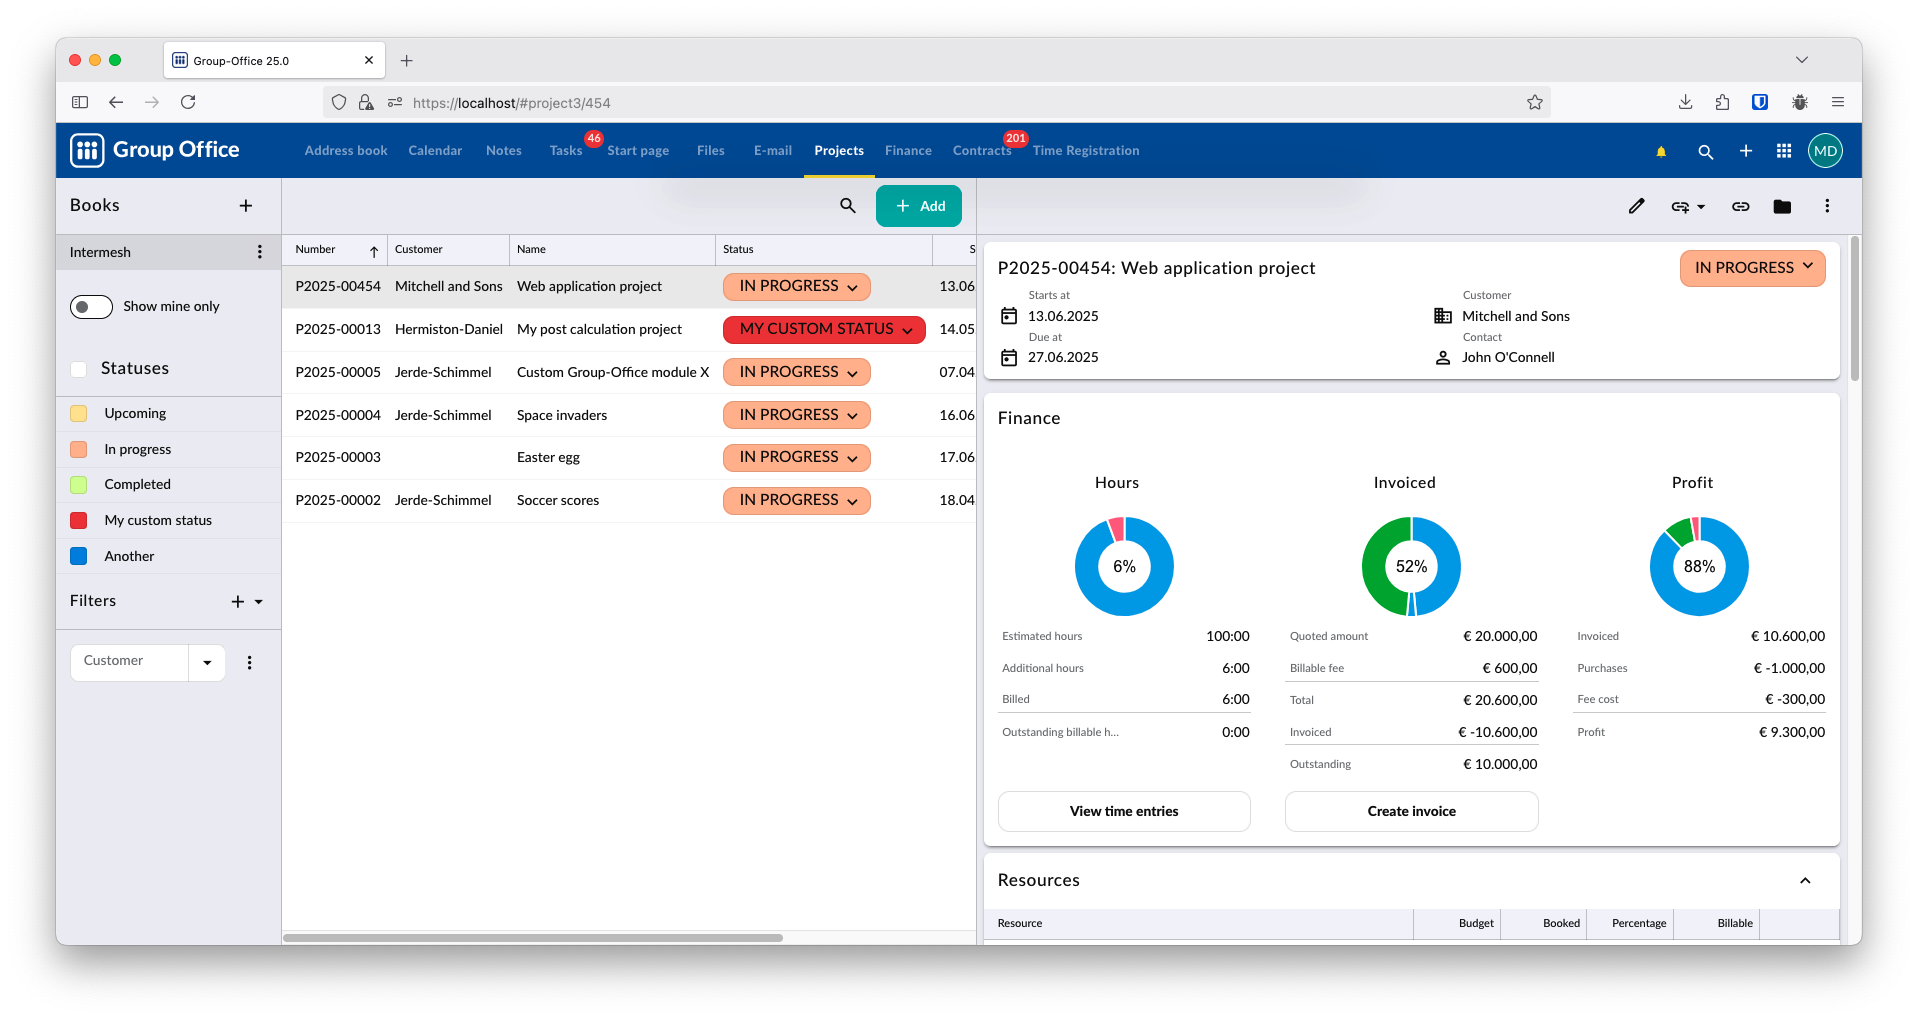 Group-Office 25.0
https://localhost/#project3/454
Group Office
Address book Calendar Notes Tasks 46 Start page Files E-mail Projects Finance Contracts 201 Time Registration MD
Books
Intermesh
Show mine only
Statuses
Upcoming
In progress
Completed
My custom status
Another
Filters
Customer
Add
Number Customer Name Status S
P2025-00454 Mitchell and Sons Web application project IN PROGRESS 13.06
P2025-00013 Hermiston-Daniel My post calculation project MY CUSTOM STATUS 14.05
P2025-00005 Jerde-Schimmel Custom Group-Office module X IN PROGRESS 07.04
P2025-00004 Jerde-Schimmel Space invaders IN PROGRESS 16.06
P2025-00003 Easter egg IN PROGRESS 17.06
P2025-00002 Jerde-Schimmel Soccer scores IN PROGRESS 18.04
P2025-00454: Web application project IN PROGRESS
Starts at
13.06.2025
Due at
27.06.2025
Customer
Mitchell and Sons
Contact
John O'Connell
Finance
Hours
6%
Estimated hours 100:00
Additional hours 6:00
Billed 6:00
Outstanding billable h... 0:00
View time entries
Invoiced
52%
Quoted amount € 20.000,00
Billable fee € 600,00
Total € 20.600,00
Invoiced € -10.600,00
Outstanding € 10.000,00
Create invoice
Profit
88%
Invoiced € 10.600,00
Purchases € -1.000,00
Fee cost € -300,00
Profit € 9.300,00
Resources
Resource Budget Booked Percentage Billable